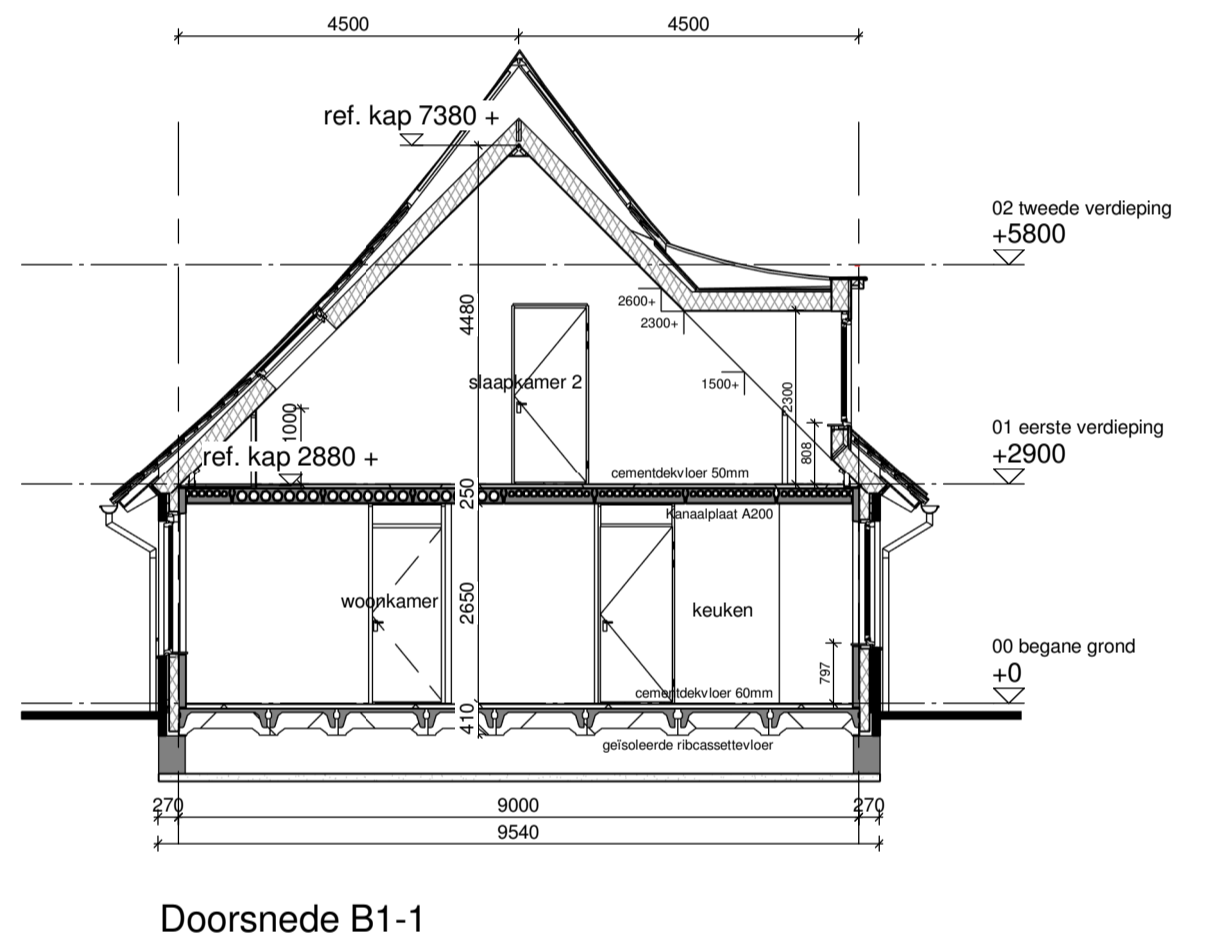 4500
4500
ref. kap 7380 +
02 tweede verdieping
+5800
2600+
4480
2300+
slaapkamer 2
1500+
2300
1000
01 eerste verdieping
+2900
ref. kap 2880 +
808
cementdekvloer 50mm
250
Kanaalplaat A200
2650
woonkamer
keuken
00 begane grond
+0
797
cementdekvloer 60mm
410
geïsoleerde ribcassettevloer
270
9000
270
9540
Doorsnede B1-1